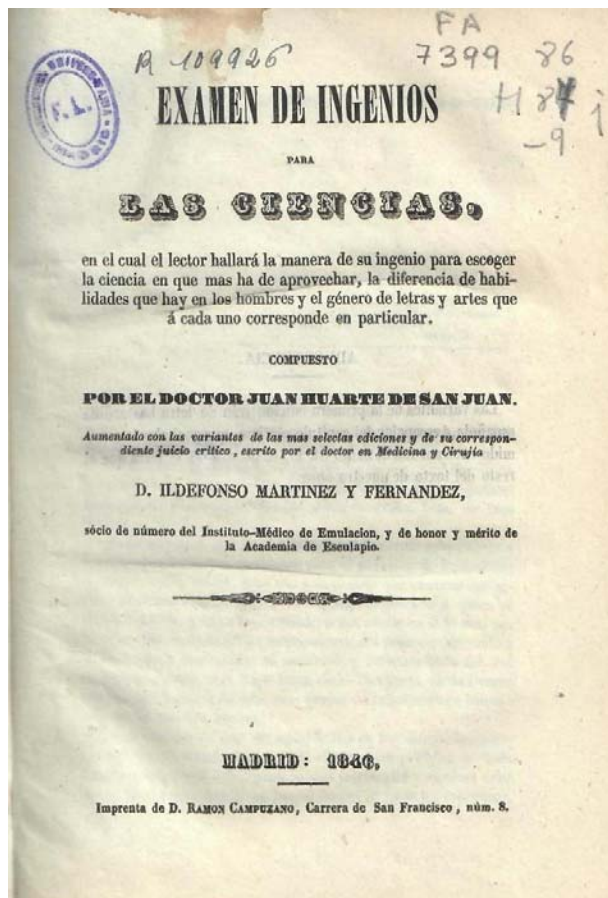 FA
R 109926
7399 86
EXAMEN DE INGENIOS
H 84 i
-9
F. L.
PARA
LAS CIENCIAS,
en el cual el lector hallará la manera de su ingenio para escoger
la ciencia en que mas ha de aprovechar, la diferencia de habi-
lidades que hay en los hombres y el género de letras y artes que
á cada uno corresponde en particular.
COMPUESTO
POR EL DOCTOR JUAN HUARTE DE SAN JUAN.
Aumentado con las variantes de las mas selectas ediciones y de su correspon-
diente juicio crítico, escrito por el doctor en Medicina y Cirujía
D. ILDEFONSO MARTINEZ Y FERNANDEZ,
sócio de número del Instituto-Médico de Emulacion, y de honor y mérito de
la Academia de Esculapio.
MADRID: 1846.
Imprenta de D. RAMON CAMPUZANO, Carrera de San Francisco, núm. 8.